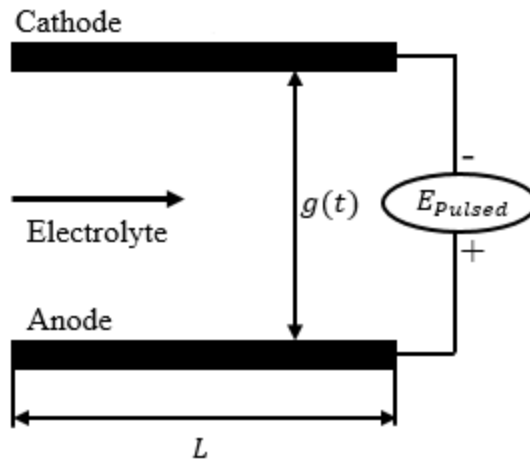 Cathode
-
g(t)
E_Pulsed
Electrolyte
+
Anode
L